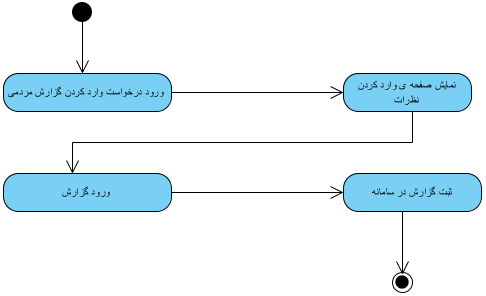 ورود درخواست وارد کردن گزارش مردمی
نمایش صفحه ی وارد کردن
نظرات
ورود گزارش
ثبت گزارش در سامانه